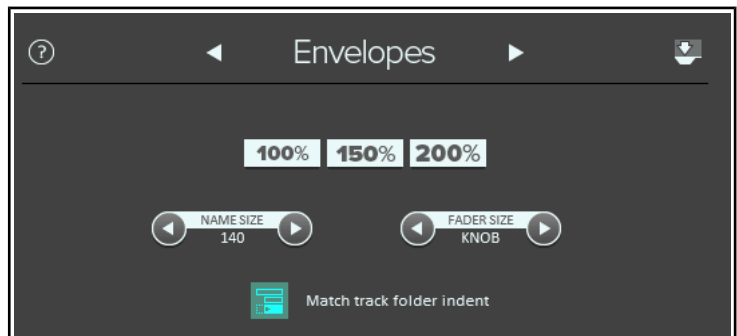 ?
Envelopes
100% 150% 200%
NAME SIZE
140
FADER SIZE
KNOB
Match track folder indent